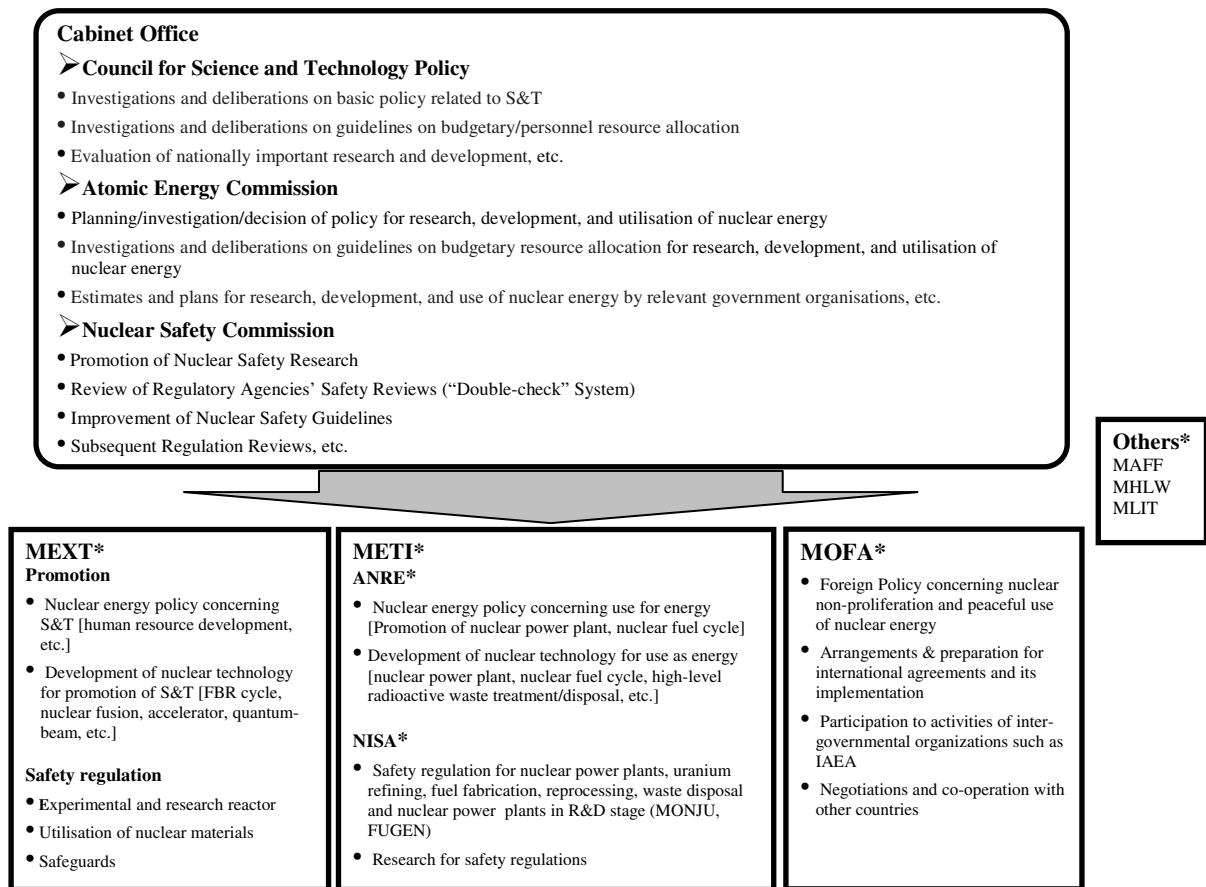 Cabinet Office
➢Council for Science and Technology Policy
• Investigations and deliberations on basic policy related to S&T
• Investigations and deliberations on guidelines on budgetary/personnel resource allocation
• Evaluation of nationally important research and development, etc.
➢Atomic Energy Commission
• Planning/investigation/decision of policy for research, development, and utilisation of nuclear energy
• Investigations and deliberations on guidelines on budgetary resource allocation for research, development, and utilisation of
nuclear energy
• Estimates and plans for research, development, and use of nuclear energy by relevant government organisations, etc.
➢Nuclear Safety Commission
• Promotion of Nuclear Safety Research
• Review of Regulatory Agencies’ Safety Reviews (“Double-check” System)
• Improvement of Nuclear Safety Guidelines
• Subsequent Regulation Reviews, etc.
Others*
MAFF
MHLW
MLIT
MEXT*
Promotion
• Nuclear energy policy concerning
S&T [human resource development,
etc.]
• Development of nuclear technology
for promotion of S&T [FBR cycle,
nuclear fusion, accelerator, quantum-
beam, etc.]
Safety regulation
• Experimental and research reactor
• Utilisation of nuclear materials
• Safeguards
METI*
ANRE*
• Nuclear energy policy concerning use for energy
[Promotion of nuclear power plant, nuclear fuel cycle]
• Development of nuclear technology for use as energy
[nuclear power plant, nuclear fuel cycle, high-level
radioactive waste treatment/disposal, etc.]
NISA*
• Safety regulation for nuclear power plants, uranium
refining, fuel fabrication, reprocessing, waste disposal
and nuclear power plants in R&D stage (MONJU,
FUGEN)
• Research for safety regulations
MOFA*
• Foreign Policy concerning nuclear
non-proliferation and peaceful use
of nuclear energy
• Arrangements & preparation for
international agreements and its
implementation
• Participation to activities of inter-
governmental organizations such as
IAEA
• Negotiations and co-operation with
other countries